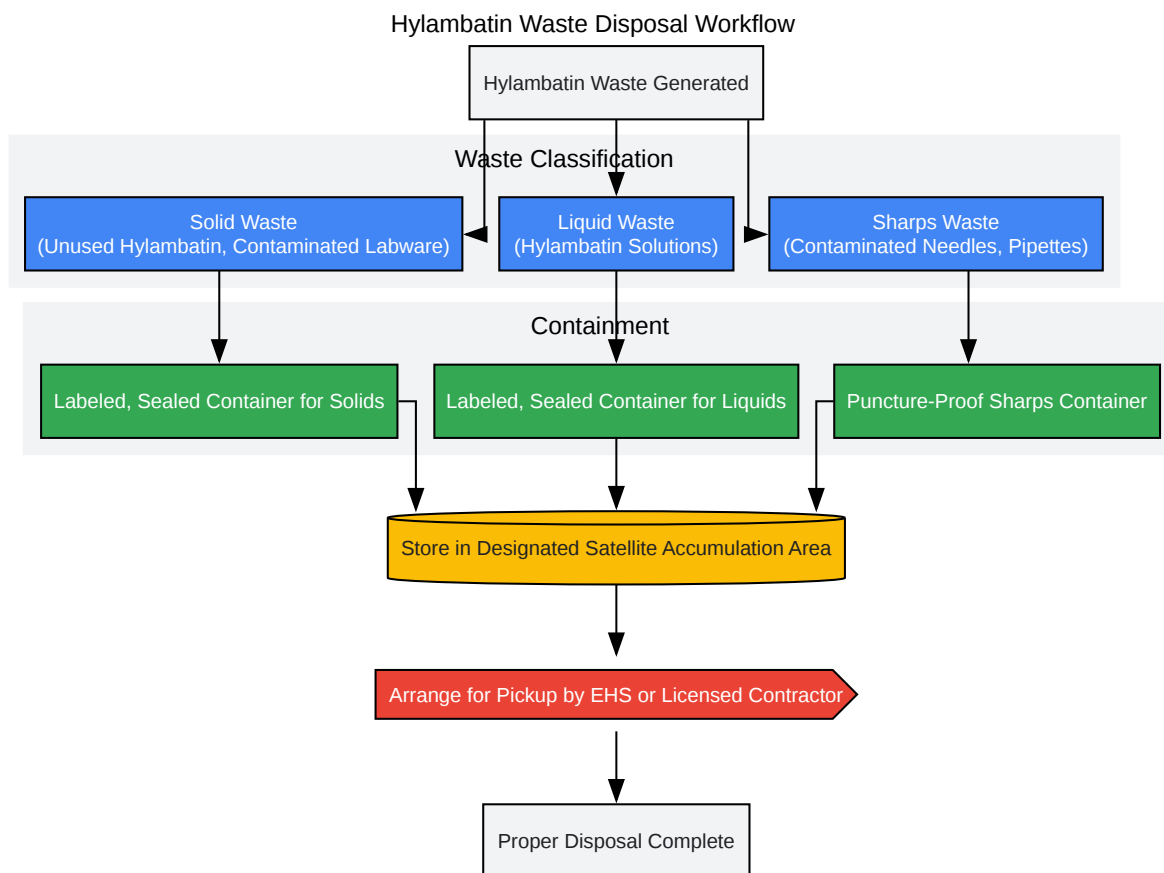 Hylambatin Waste Disposal Workflow
Hylambatin Waste Generated
Waste Classification
Solid Waste
(Unused Hylambatin, Contaminated Labware)
Liquid Waste
(Hylambatin Solutions)
Sharps Waste
(Contaminated Needles, Pipettes)
Containment
Labeled, Sealed Container for Solids
Labeled, Sealed Container for Liquids
Puncture-Proof Sharps Container
Store in Designated Satellite Accumulation Area
Arrange for Pickup by EHS or Licensed Contractor
Proper Disposal Complete